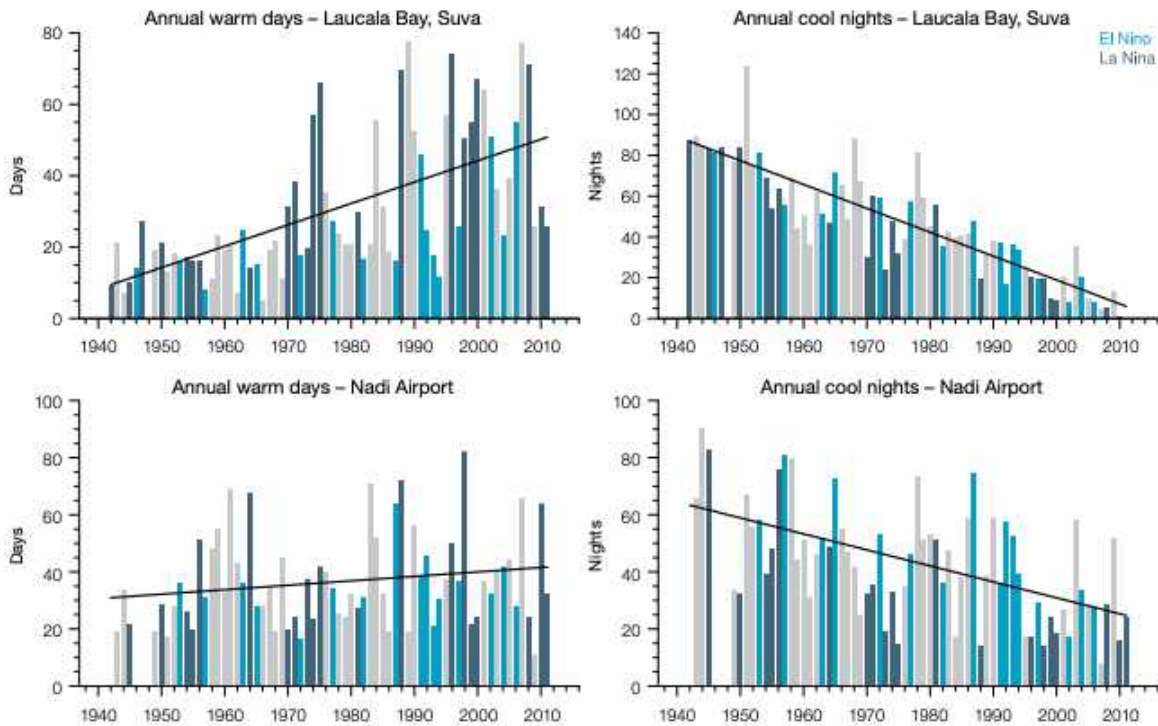 Annual warm days – Laucala Bay, Suva
Days
80
60
40
20
0
1940 1950 1960 1970 1980 1990 2000 2010
Annual cool nights – Laucala Bay, Suva
El Nino
La Nina
Nights
140
120
100
80
60
40
20
0
1940 1950 1960 1970 1980 1990 2000 2010
Annual warm days – Nadi Airport
Days
100
80
60
40
20
0
1940 1950 1960 1970 1980 1990 2000 2010
Annual cool nights – Nadi Airport
Nights
100
80
60
40
20
0
1940 1950 1960 1970 1980 1990 2000 2010